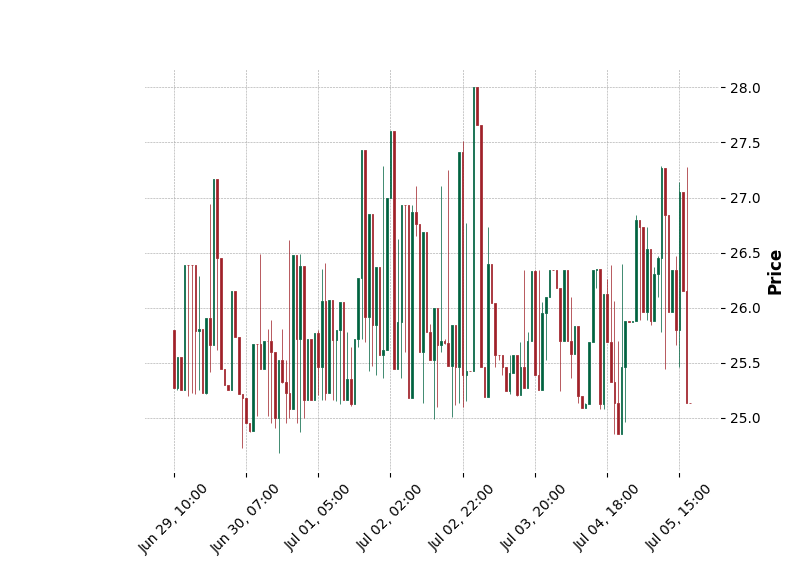 28.0
27.5
27.0
26.5
26.0
25.5
25.0
Price
Jun 29, 10:00
Jun 30, 07:00
Jul 01, 05:00
Jul 02, 02:00
Jul 02, 22:00
Jul 03, 20:00
Jul 04, 18:00
Jul 05, 15:00